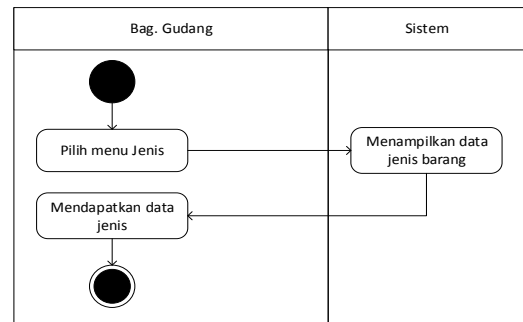 Bag. Gudang
Sistem
Pilih menu Jenis
Menampilkan data
jenis barang
Mendapatkan data
jenis